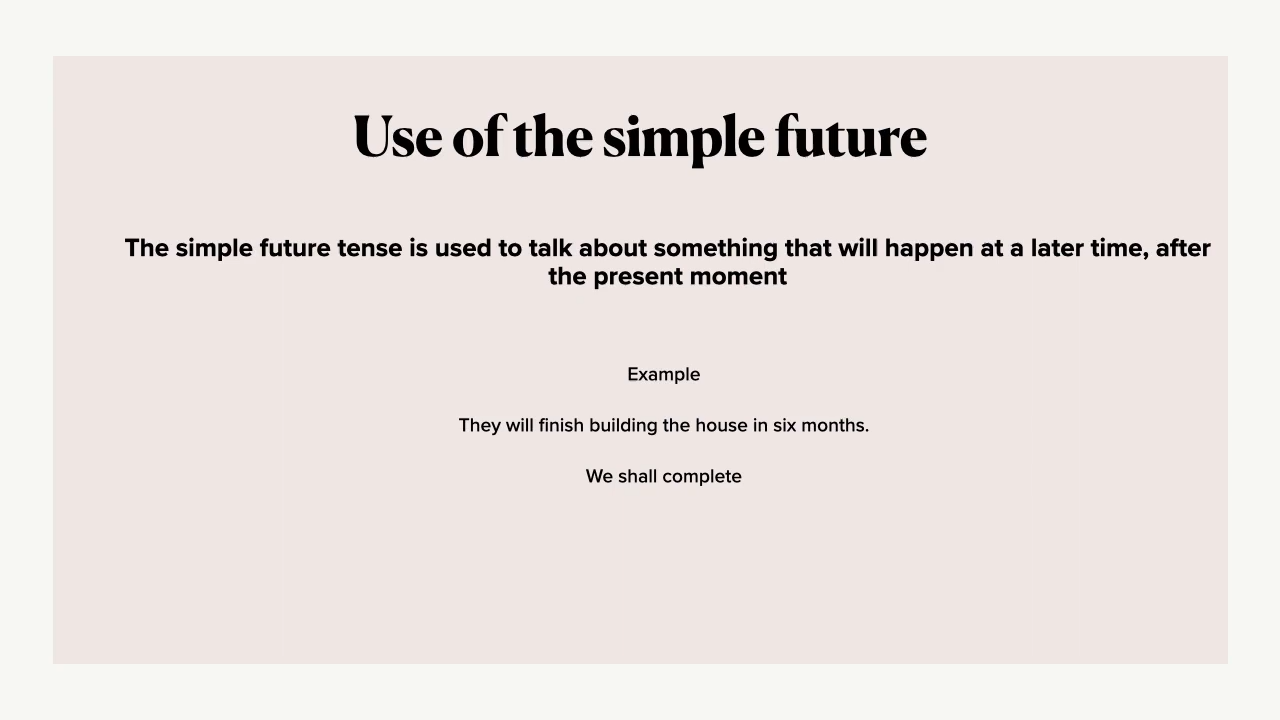 Use of the simple future
The simple future tense is used to talk about something that will happen at a later time, after
the present moment
Example
They will finish building the house in six months.
We shall complete